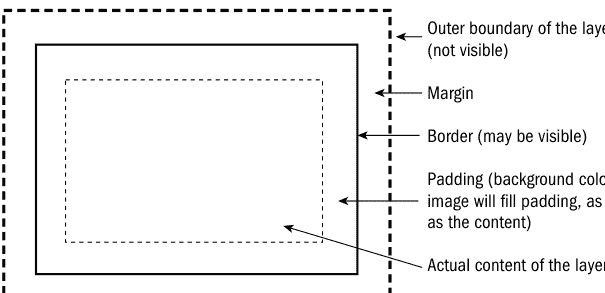 Outer boundary of the
(not visible)
Margin
Border (may be visible)
Padding (background
image will fill padding, as
as the content)
Actual content of the layer